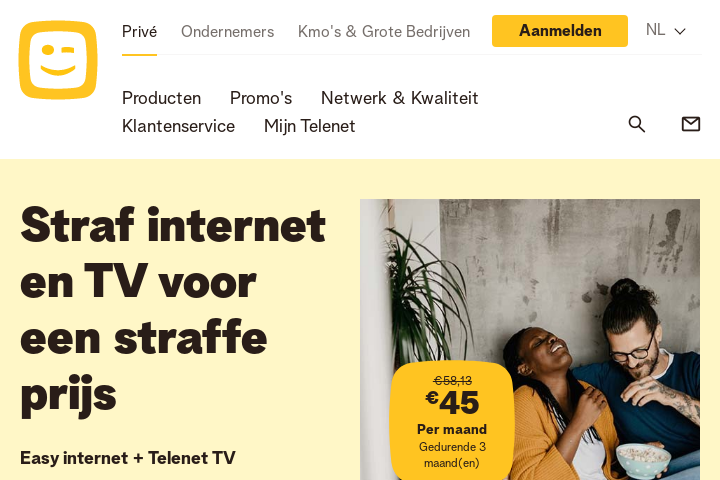 Privé Ondernemers Kmo's & Grote Bedrijven Aanmelden NL
Producten Promo's Netwerk & Kwaliteit
Klantenservice Mijn Telenet
Straf internet
en TV voor
een straffe
prijs
Easy internet + Telenet TV
€58,13
€45
Per maand
Gedurende 3
maand(en)